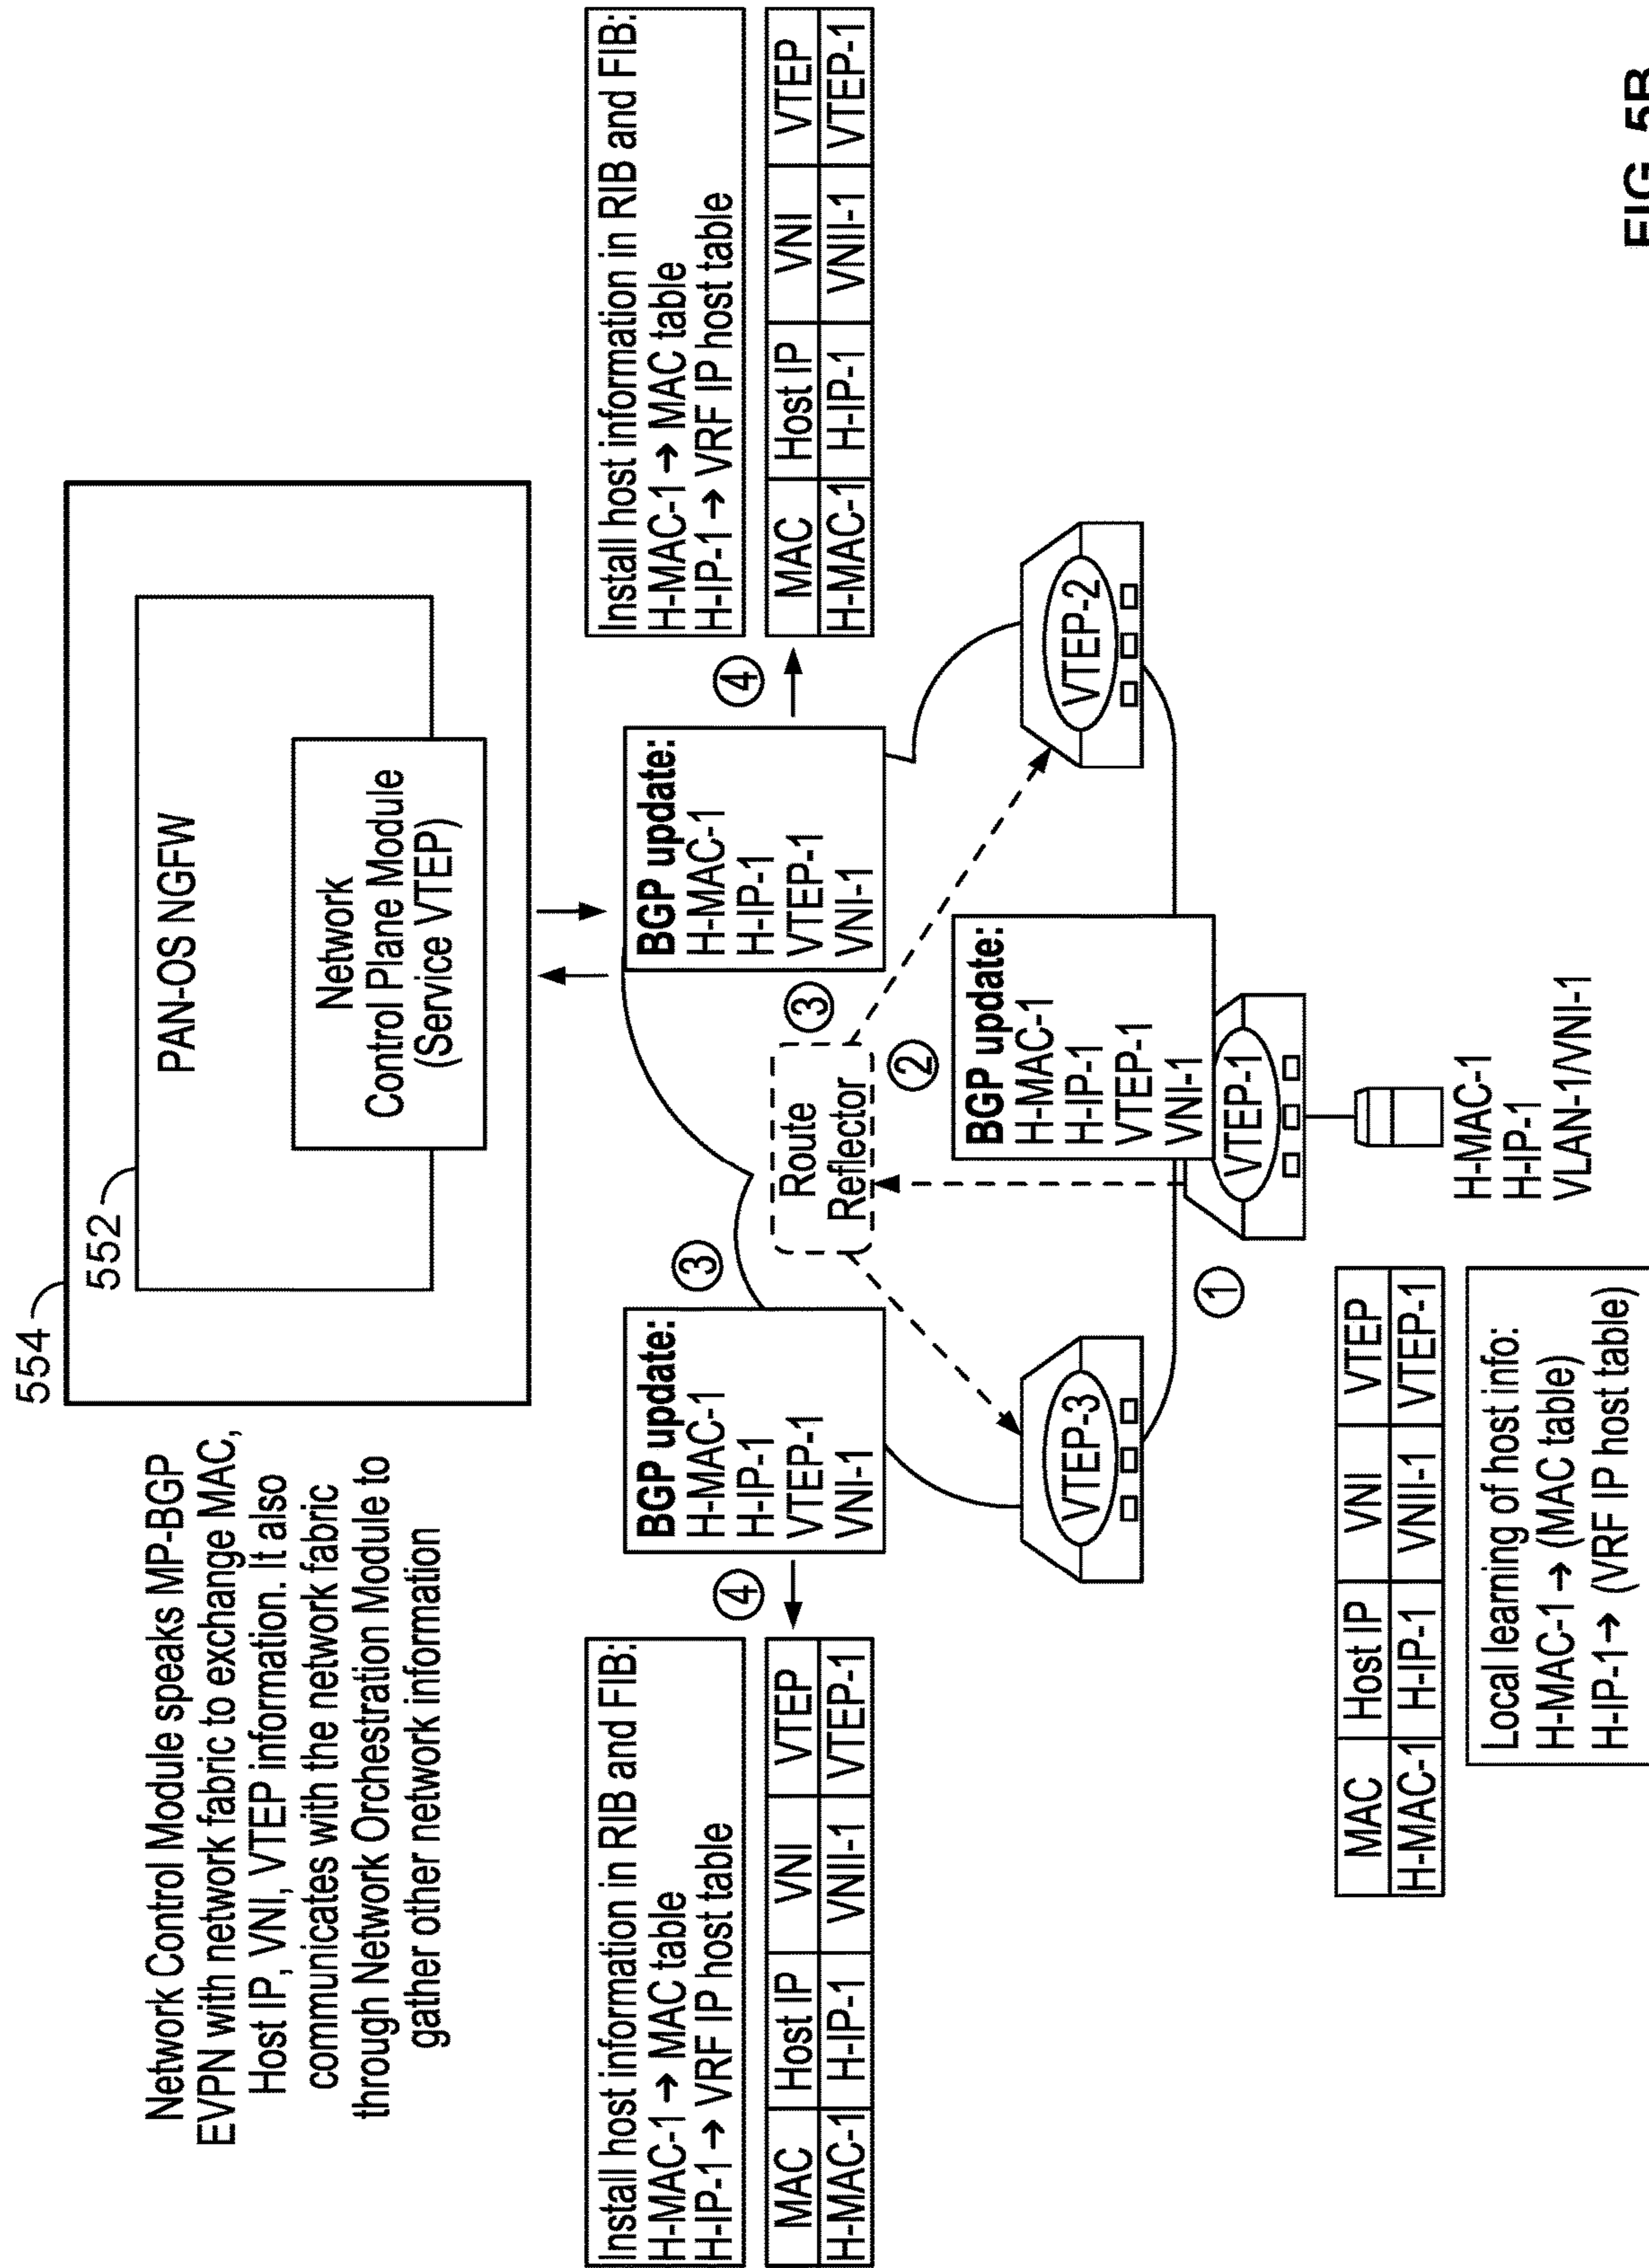 554
552
PAN-OS NGFW
Network
Control Plane Module
(Service VTEP)
Network Control Module speaks MP-BGP
EVPN with network fabric to exchange MAC,
Host IP, VNI, VTEP information. It also
communicates with the network fabric
through Network Orchestration Module to
gather other network information
Install host information in RIB and FIB:
H-MAC-1 → MAC table
H-IP-1 → VRF IP host table
MAC Host IP VNI VTEP
H-MAC-1 H-IP-1 VNII-1 VTEP-1
④
BGP update:
H-MAC-1
H-IP-1
VTEP-1
VNI-1
③
Route
Reflector
③
BGP update:
H-MAC-1
H-IP-1
VTEP-1
VNI-1
④
Install host information in RIB and FIB:
H-MAC-1 → MAC table
H-IP-1 → VRF IP host table
MAC Host IP VNI VTEP
H-MAC-1 H-IP-1 VNII-1 VTEP-1
②
BGP update:
H-MAC-1
H-IP-1
VTEP-1
VNI-1
VTEP-3
VTEP-1
VTEP-2
①
MAC Host IP VNI VTEP
H-MAC-1 H-IP-1 VNII-1 VTEP-1
Local learning of host info:
H-MAC-1 → (MAC table)
H-IP-1 → (VRF IP host table)
H-MAC-1
H-IP-1
VLAN-1/VNI-1
FIG. 5B